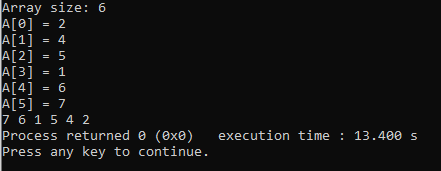 Array size: 6
A[0] = 2
A[1] = 4
A[2] = 5
A[3] = 1
A[4] = 6
A[5] = 7
7 6 1 5 4 2
Process returned 0 (0x0)   execution time : 13.400 s
Press any key to continue.